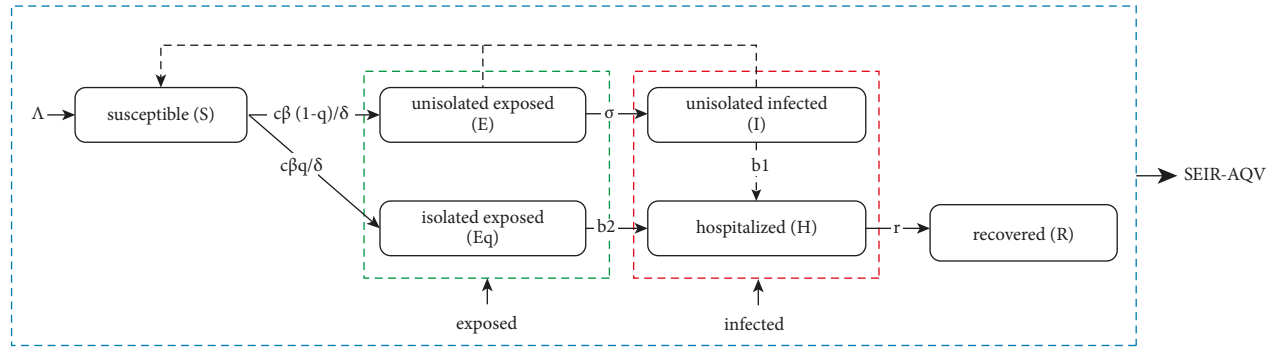 Λ
susceptible (S)
cβ (1-q)/δ
unisolated exposed
(E)
σ
unisolated infected
(I)
cβq/δ
b1
SEIR-AQV
isolated exposed
(Eq)
b2
hospitalized (H)
r
recovered (R)
exposed
infected